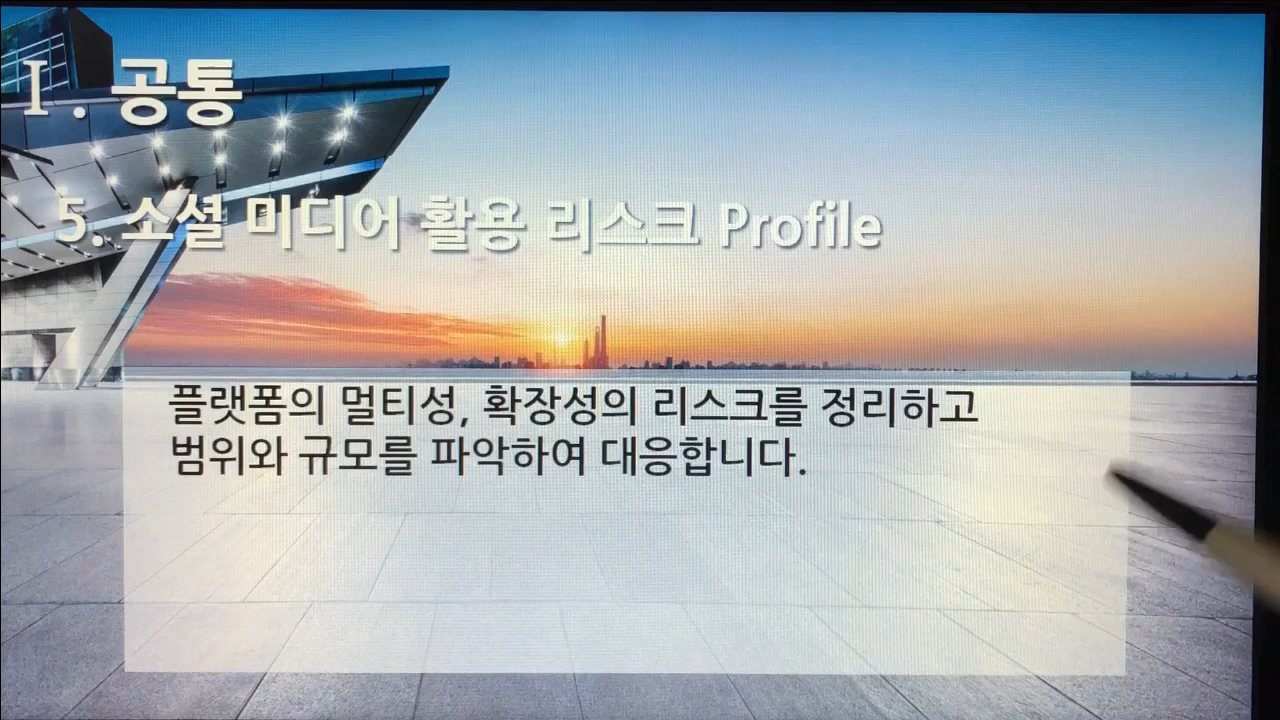 I. 공통
5. 소셜 미디어 활용 리스크 Profile
플랫폼의 멀티성, 확장성의 리스크를 정리하고
범위와 규모를 파악하여 대응합니다.